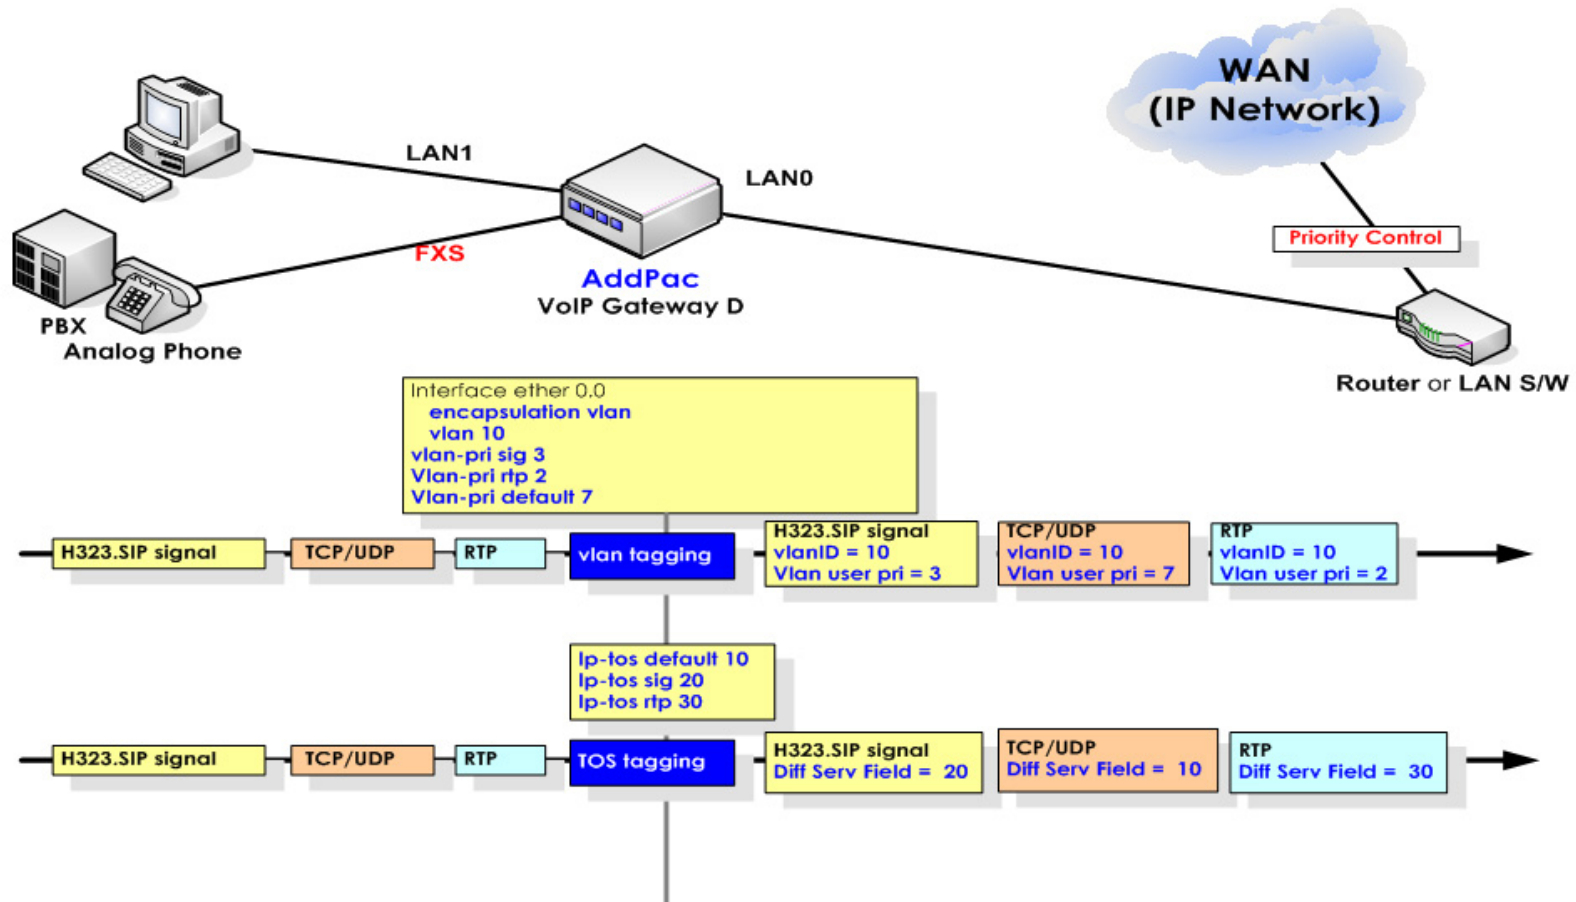 WAN
(IP Network)
LAN1
LAN0
Priority Control
FXS
AddPac
VoIP Gateway D
PBX
Analog Phone
Router or LAN S/W
Interface ether 0.0
encapsulation vlan
vlan 10
vlan-pri sig 3
Vlan-pri rtp 2
Vlan-pri default 7
H323.SIP signal
TCP/UDP
RTP
vlan tagging
H323.SIP signal
vlanID = 10
Vlan user pri = 3
TCP/UDP
vlanID = 10
Vlan user pri = 7
RTP
vlanID = 10
Vlan user pri = 2
Ip-tos default 10
Ip-tos sig 20
Ip-tos rtp 30
H323.SIP signal
TCP/UDP
RTP
TOS tagging
H323.SIP signal
Diff Serv Field = 20
TCP/UDP
Diff Serv Field = 10
RTP
Diff Serv Field = 30